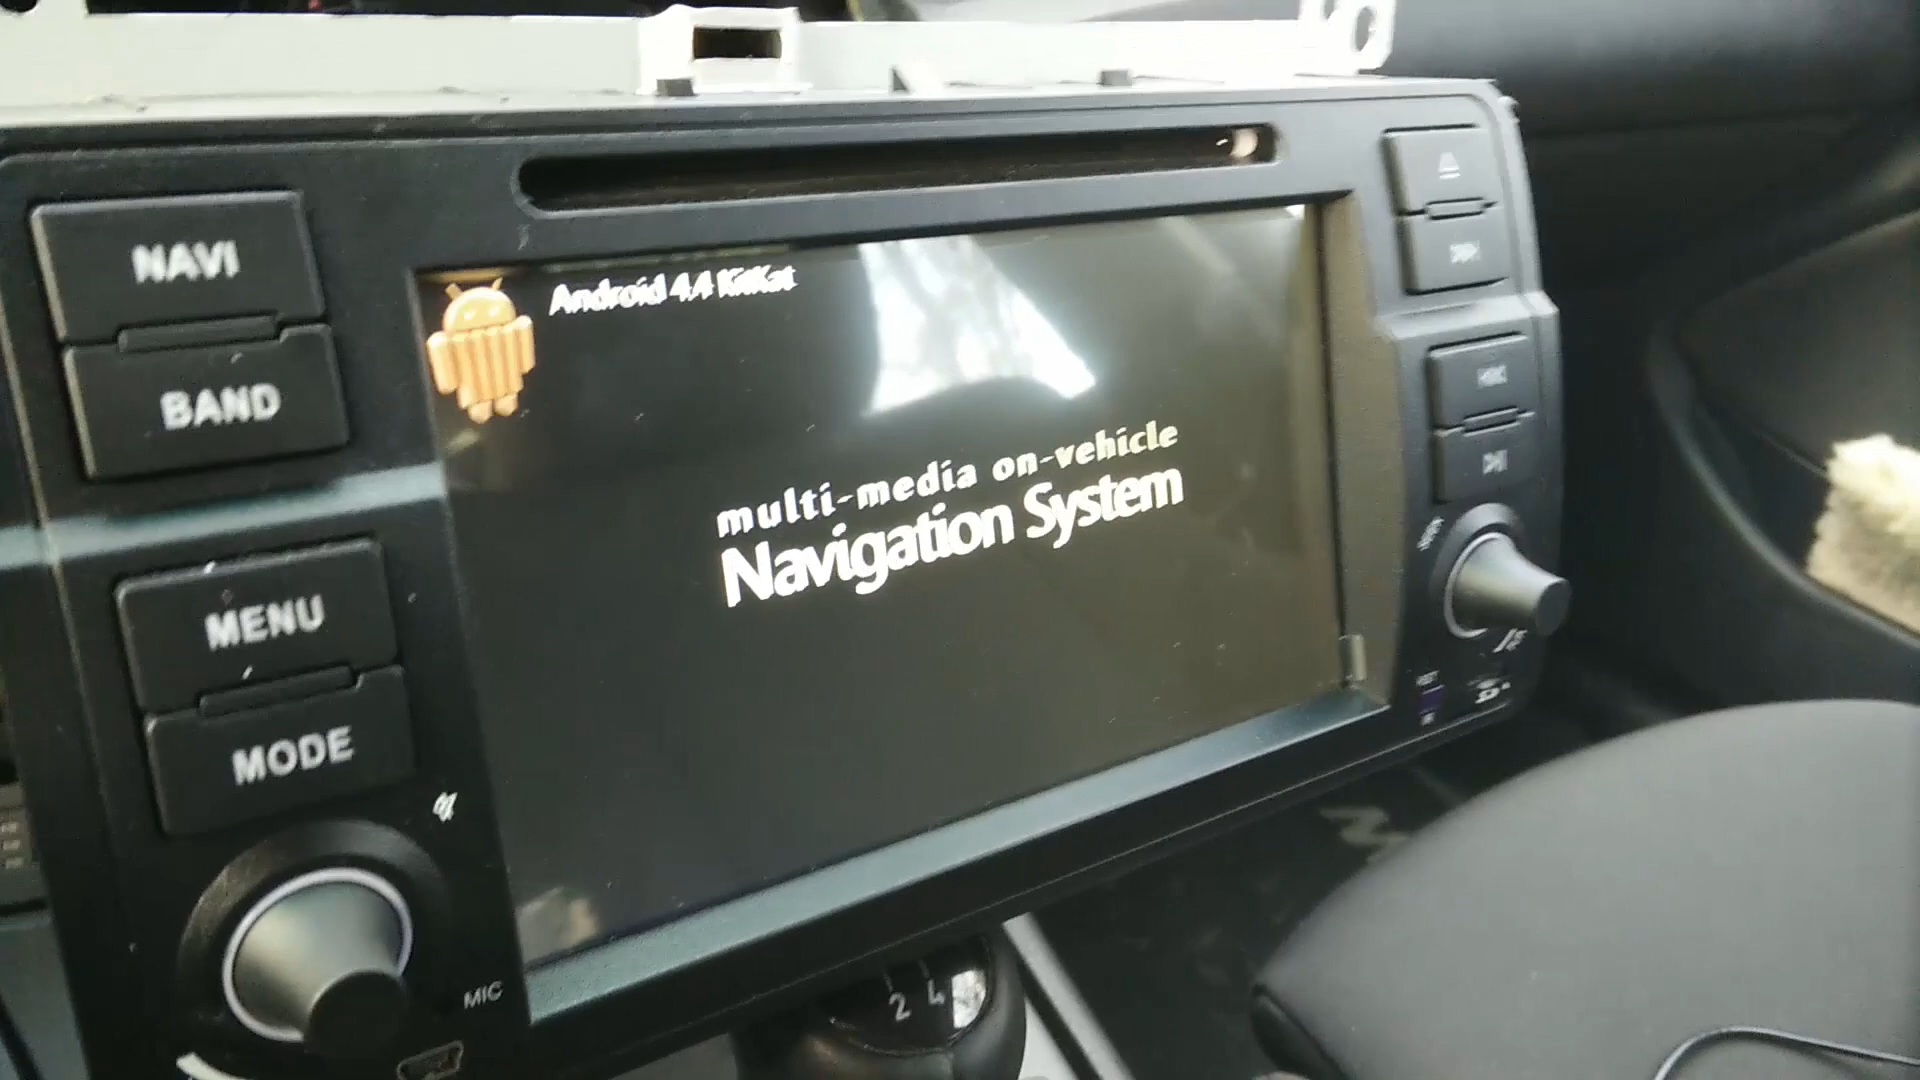 NAVI
BAND
MENU
MODE
MIC
Android 4.4 KitKat
multi-media on-vehicle
Navigation System
2 4